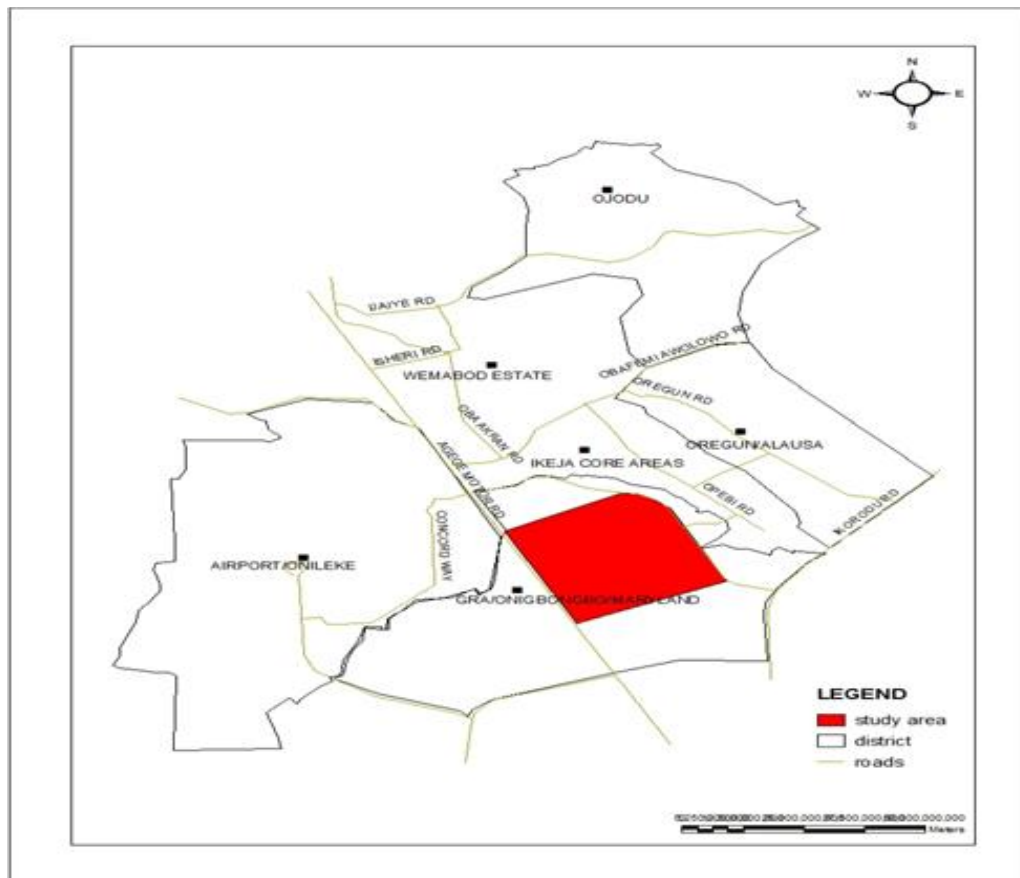 N
W E
S
OJODU
IJAIYE RD
ISHERI RD
OBAFEMI AWOLOWO RD
WEMABOD ESTATE
OREGUN RD
OBA AKRAN RD
OREGUN/ALAUSA
AGEGE MOTOR RD
IKEJA CORE AREAS
OPEBI RD
IKORODU RD
CONCORD WAY
AIRPORT/ONILEKE
GRA/ONIGBONGBO/MARYLAND
LEGEND
study area
district
roads
Meters